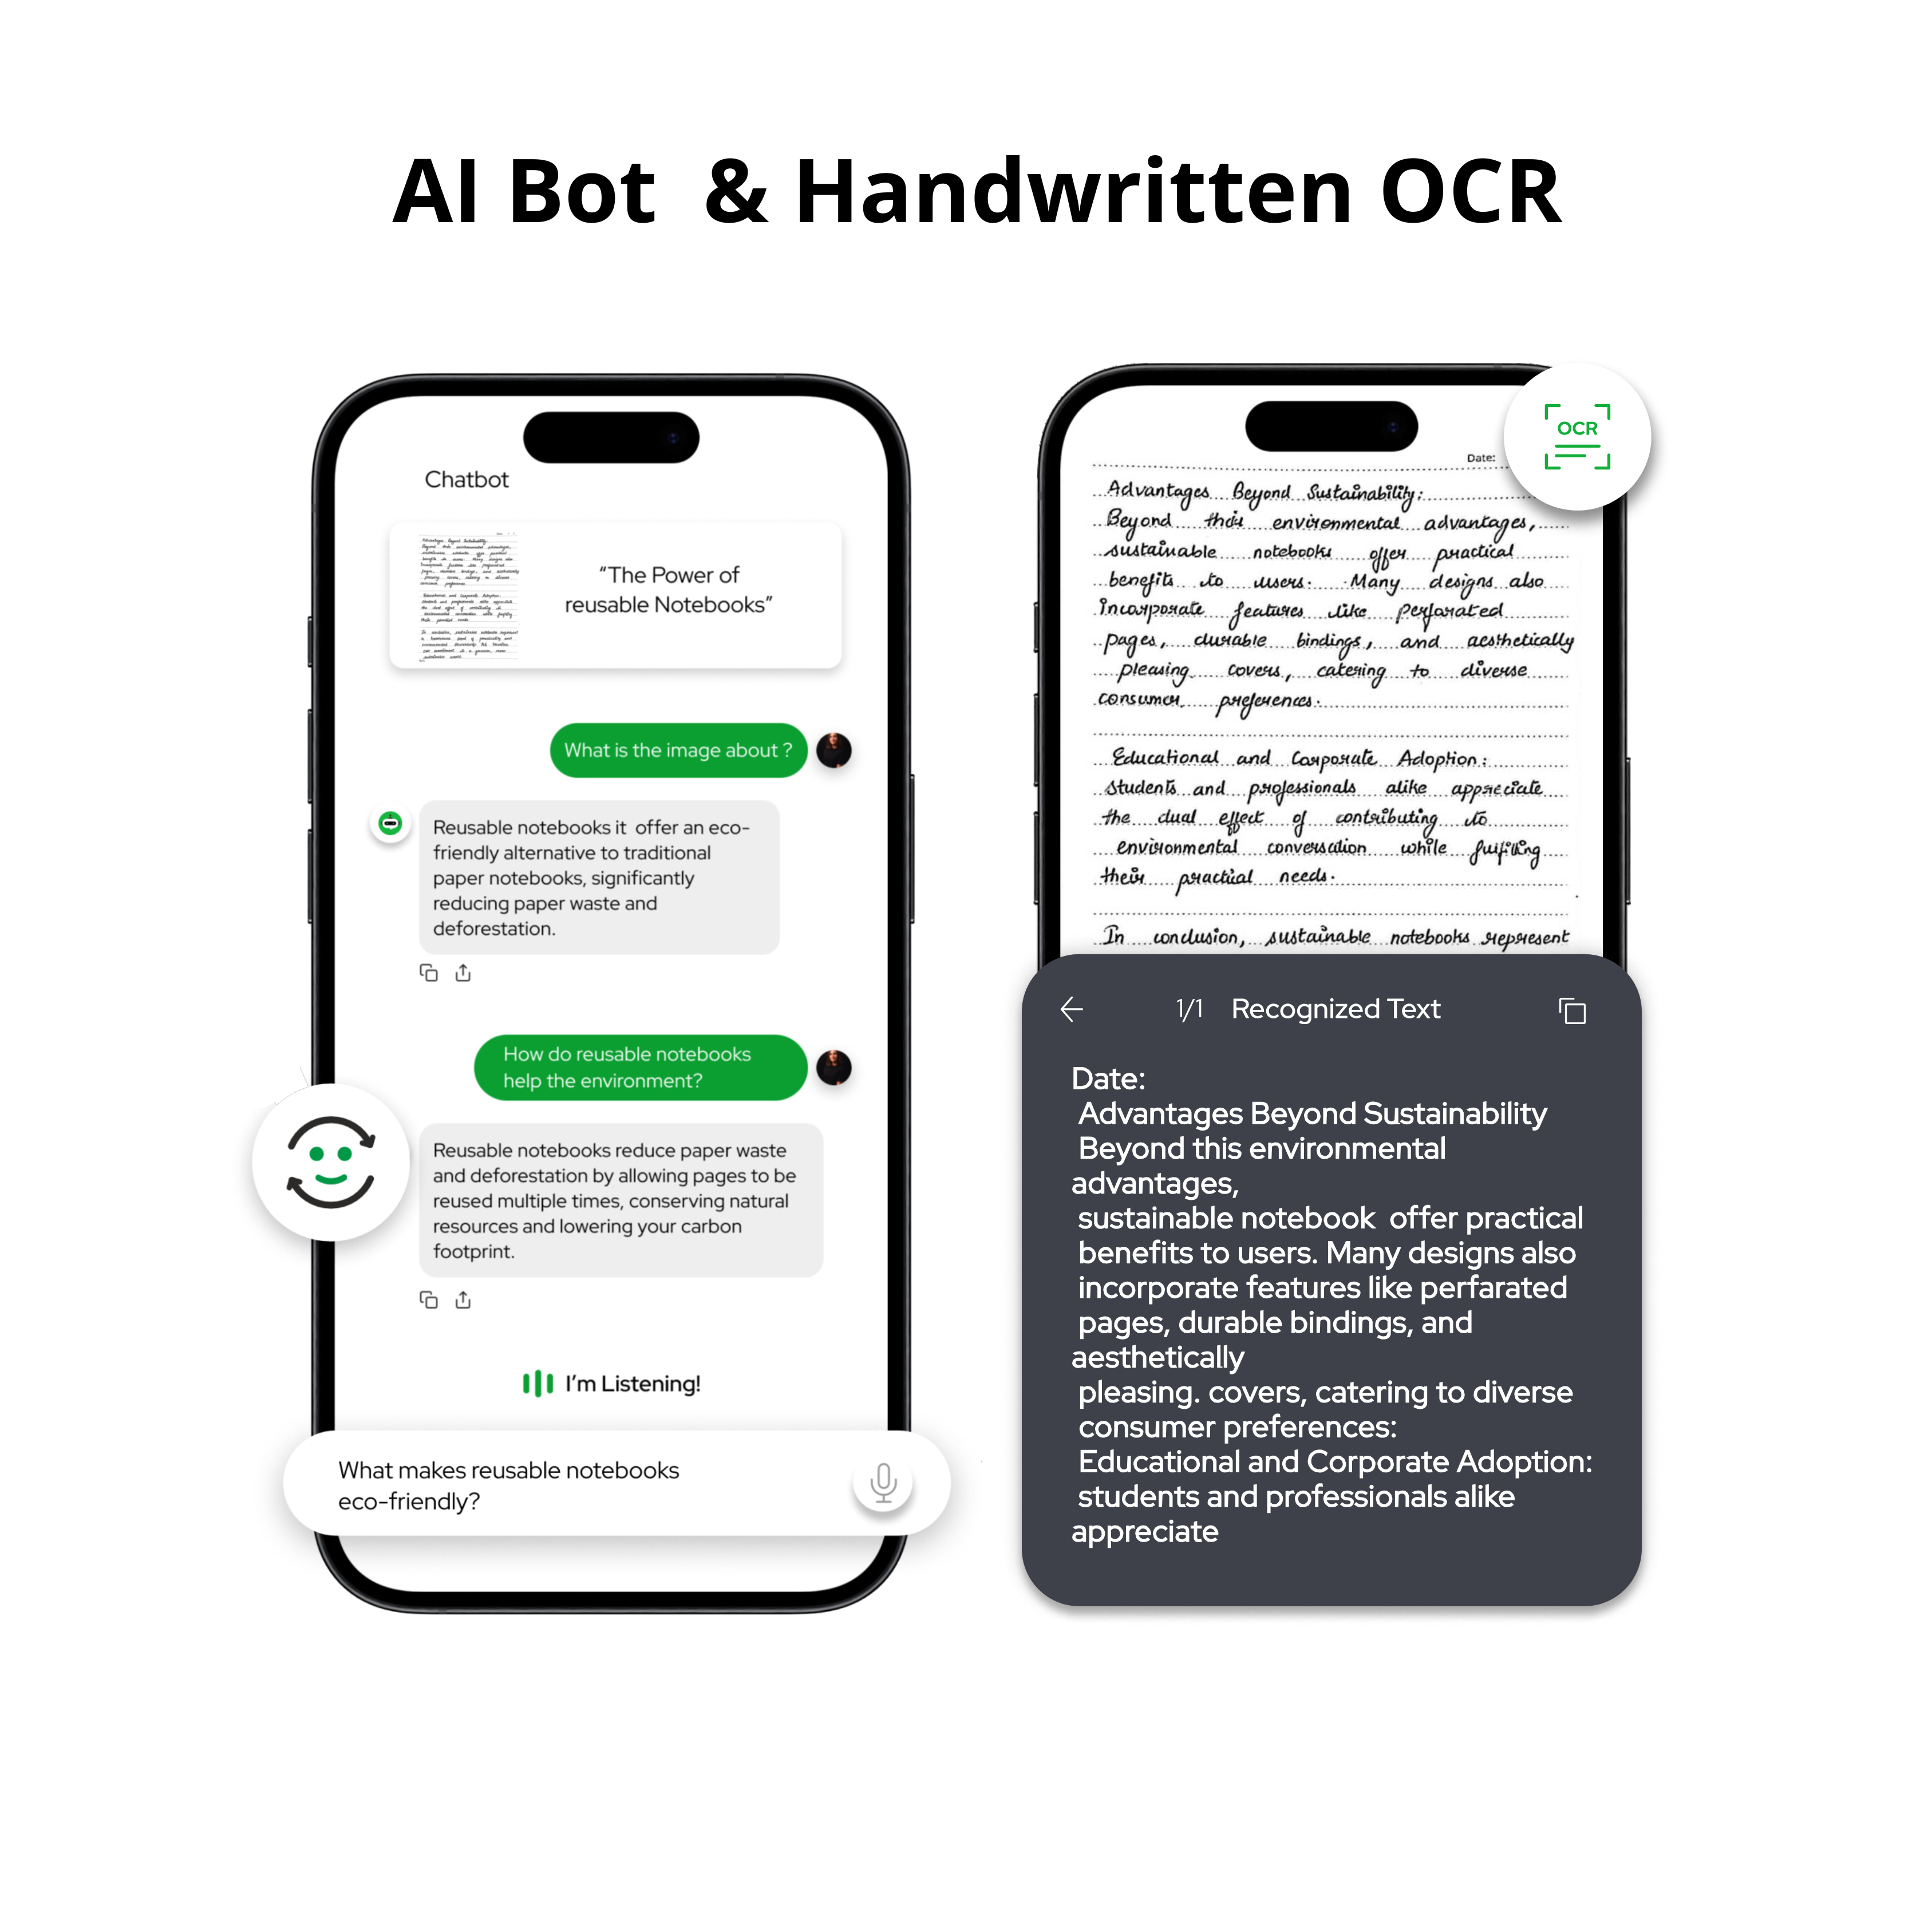 AI Bot & Handwritten OCR
Chatbot
“The Power of
reusable Notebooks”
What is the image about ?
Reusable notebooks it offer an eco-
friendly alternative to traditional
paper notebooks, significantly
reducing paper waste and
deforestation.
How do reusable notebooks
help the environment?
Reusable notebooks reduce paper waste
and deforestation by allowing pages to be
reused multiple times, conserving natural
resources and lowering your carbon
footprint.
I’m Listening!
What makes reusable notebooks
eco-friendly?
OCR
Date:
Advantages Beyond Sustainability:
Beyond their environmental advantages,
sustainable notebooks offer practical
benefits to users. Many designs also
incorporate features like perforated
pages, durable bindings, and aesthetically
pleasing covers, catering to diverse
consumer preferences.
Educational and Corporate Adoption:
Students and professionals alike appreciate
the dual effect of contributing to
environmental conversation while
their practical needs.
In conclusion, sustainable notebooks represent
1/1 Recognized Text
Date:
Advantages Beyond Sustainability
Beyond this environmental
advantages,
sustainable notebook offer practical
benefits to users. Many designs also
incorporate features like perfarated
pages, durable bindings, and
aesthetically
pleasing. covers, catering to diverse
consumer preferences:
Educational and Corporate Adoption:
students and professionals alike
appreciate